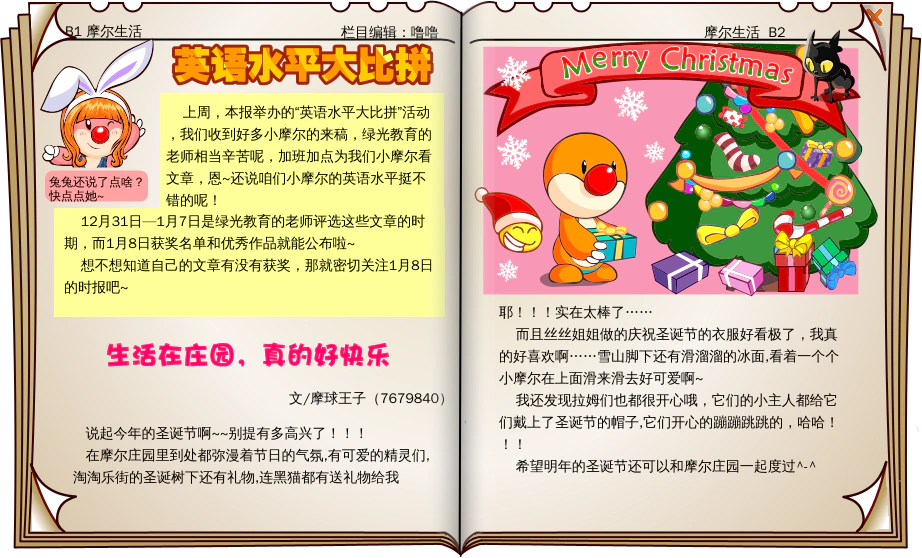 B1 摩尔生活
栏目编辑：噜噜
英语水平大比拼
上周，本报举办的“英语水平大比拼”活动
，我们收到好多小摩尔的来稿，绿光教育的
老师相当辛苦呢，加班加点为我们小摩尔看
文章，恩~还说咱们小摩尔的英语水平挺不
错的呢！
兔兔还说了点啥？
快点点她~
12月31日—1月7日是绿光教育的老师评选这些文章的时
期，而1月8日获奖名单和优秀作品就能公布啦~
想不想知道自己的文章有没有获奖，那就密切关注1月8日
的时报吧~
生活在庄园，真的好快乐
文/摩球王子（7679840）
说起今年的圣诞节啊~~别提有多高兴了！！！
在摩尔庄园里到处都弥漫着节日的气氛,有可爱的精灵们,
淘淘乐街的圣诞树下还有礼物,连黑猫都有送礼物给我
摩尔生活 B2
Merry Christmas
耶！！！实在太棒了……
而且丝丝姐姐做的庆祝圣诞节的衣服好看极了，我真
的好喜欢啊……雪山脚下还有滑溜溜的冰面,看着一个个
小摩尔在上面滑来滑去好可爱啊~
我还发现拉姆们也都很开心哦，它们的小主人都给它
们戴上了圣诞节的帽子,它们开心的蹦蹦跳跳的，哈哈！
！！
希望明年的圣诞节还可以和摩尔庄园一起度过^-^